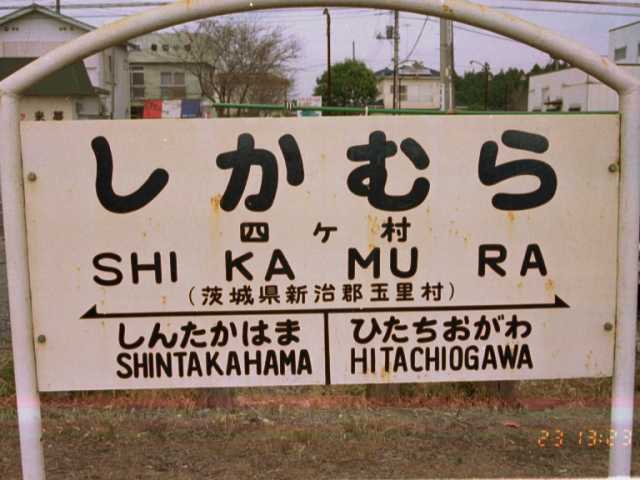 しかむら
四ヶ村
SHI KA MU RA
(茨城県新治郡玉里村)
しんたかはま ひたちおがわ
SHINTAKAHAMA HITACHIOGAWA
23 13:23